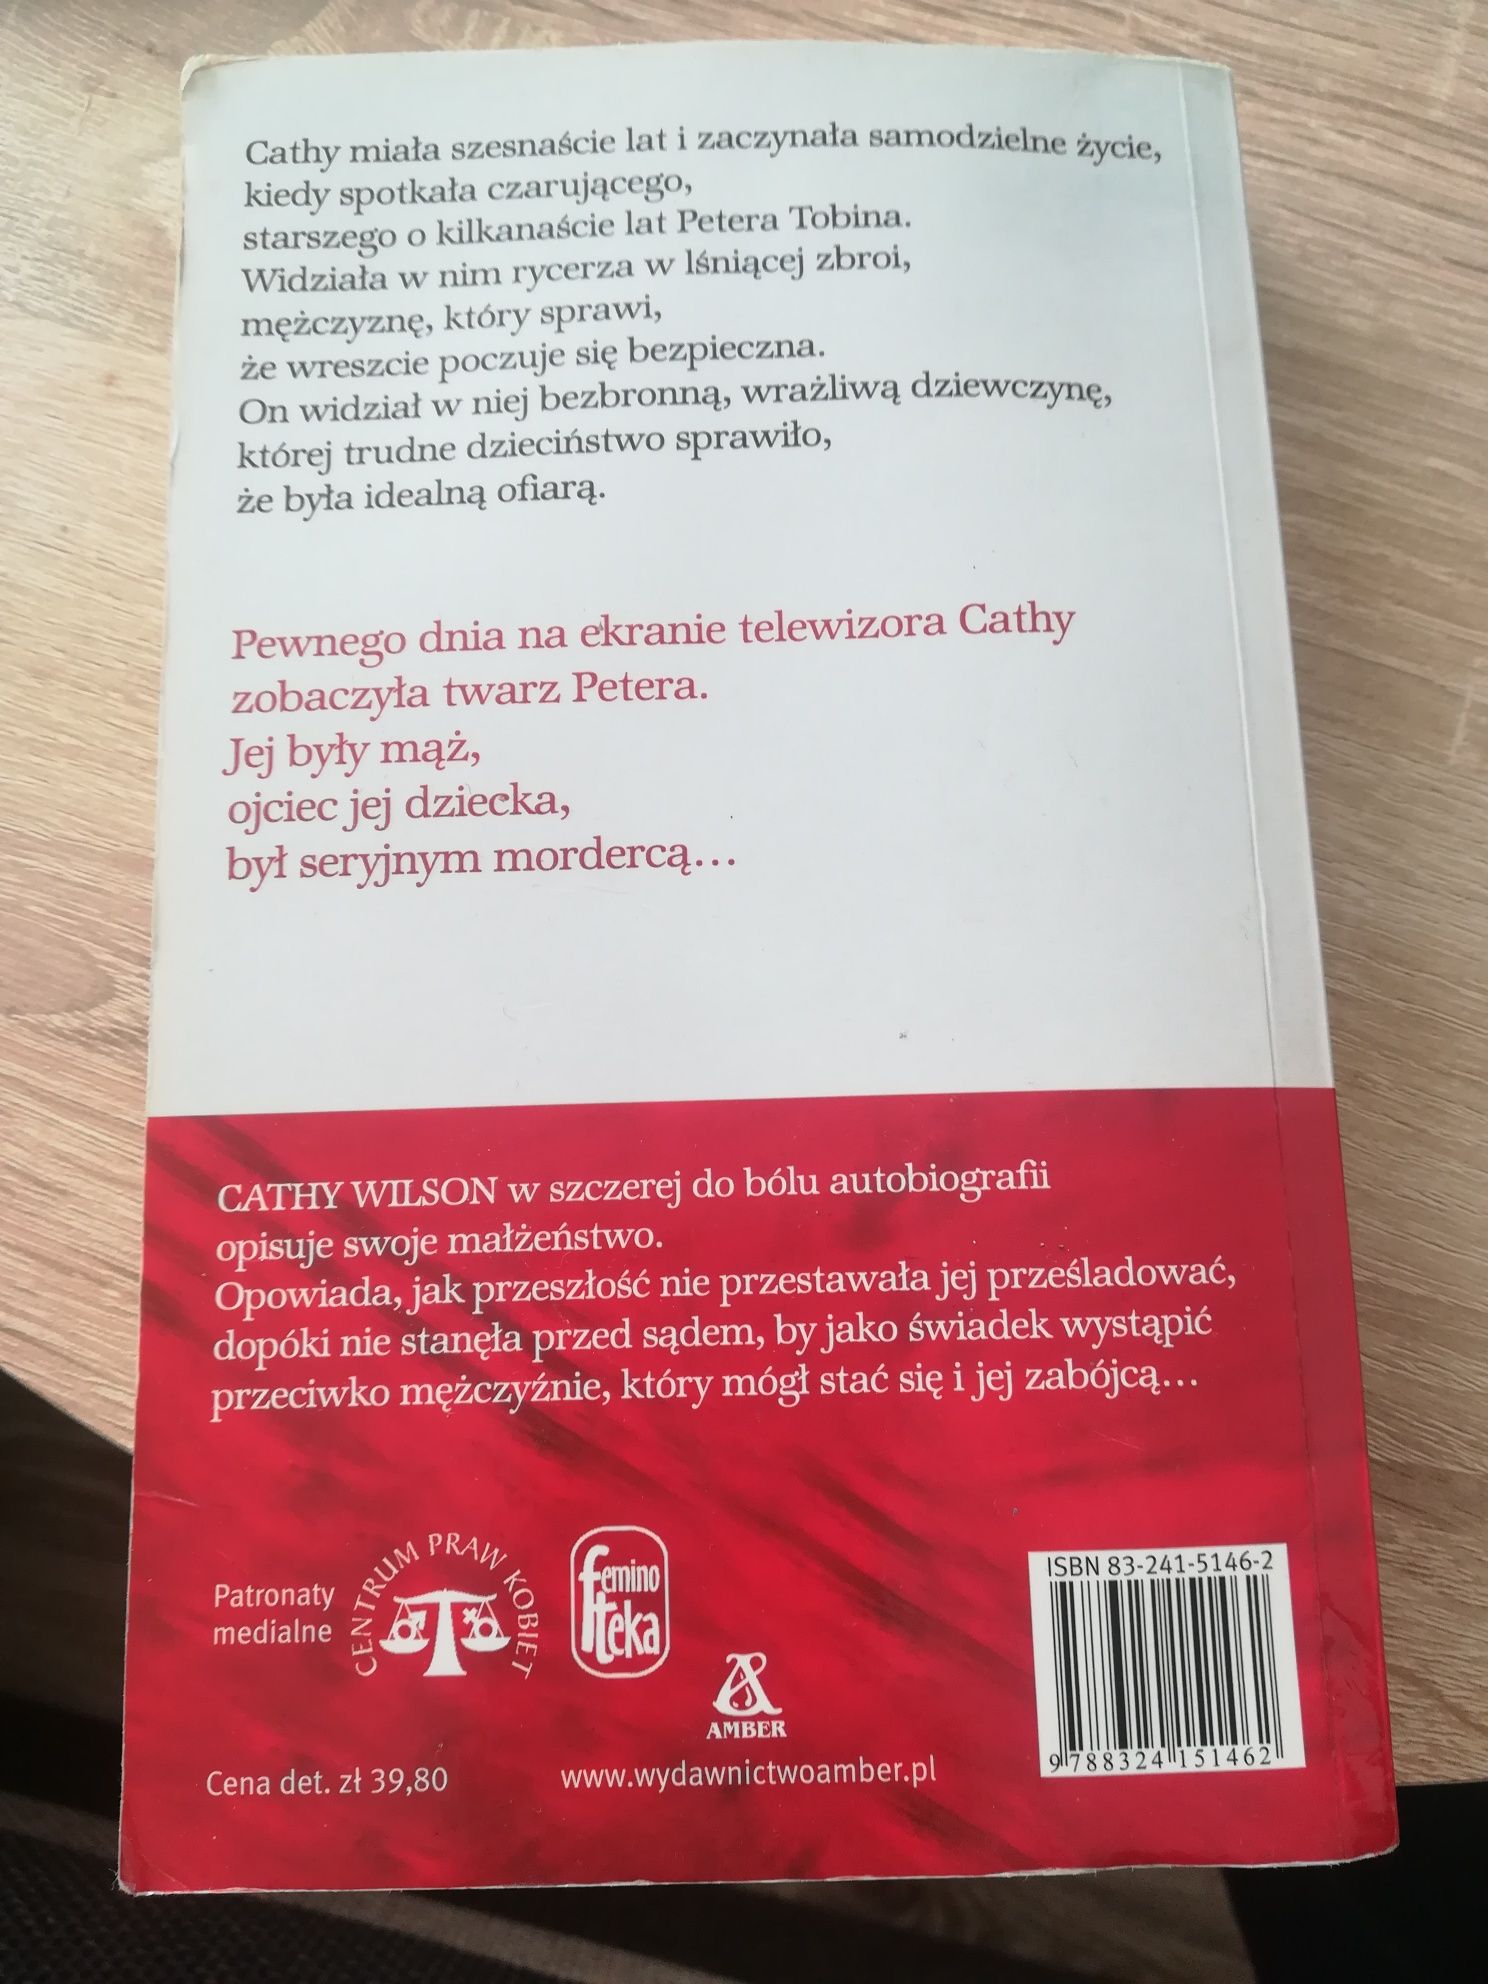 Cathy miała szesnaście lat i zaczynała samodzielne życie,
kiedy spotkała czarującego,
starszego o kilkanaście lat Petera Tobina.
Widziała w nim rycerza w lśniącej zbroi,
mężczyznę, który sprawi,
że wreszcie poczuje się bezpieczna.
On widział w niej bezbronną, wrażliwą dziewczynę,
której trudne dzieciństwo sprawiło,
że była idealną ofiarą.
Pewnego dnia na ekranie telewizora Cathy
zobaczyła twarz Petera.
Jej były mąż,
ojciec jej dziecka,
był seryjnym mordercą...
CATHY WILSON w szczerej do bólu autobiografii
opisuje swoje małżeństwo.
Opowiada, jak przeszłość nie przestawała jej prześladować,
dopóki nie stanęła przed sądem, by jako świadek wystąpić
przeciwko mężczyźnie, który mógł stać się i jej zabójcą...
Patronaty
medialne
CENTRUM PRAW KOBIET
femino
teka
AMBER
ISBN 83-241-5146-2
9 788324 151462
Cena det. zł 39,80
www.wydawnictwoamber.pl